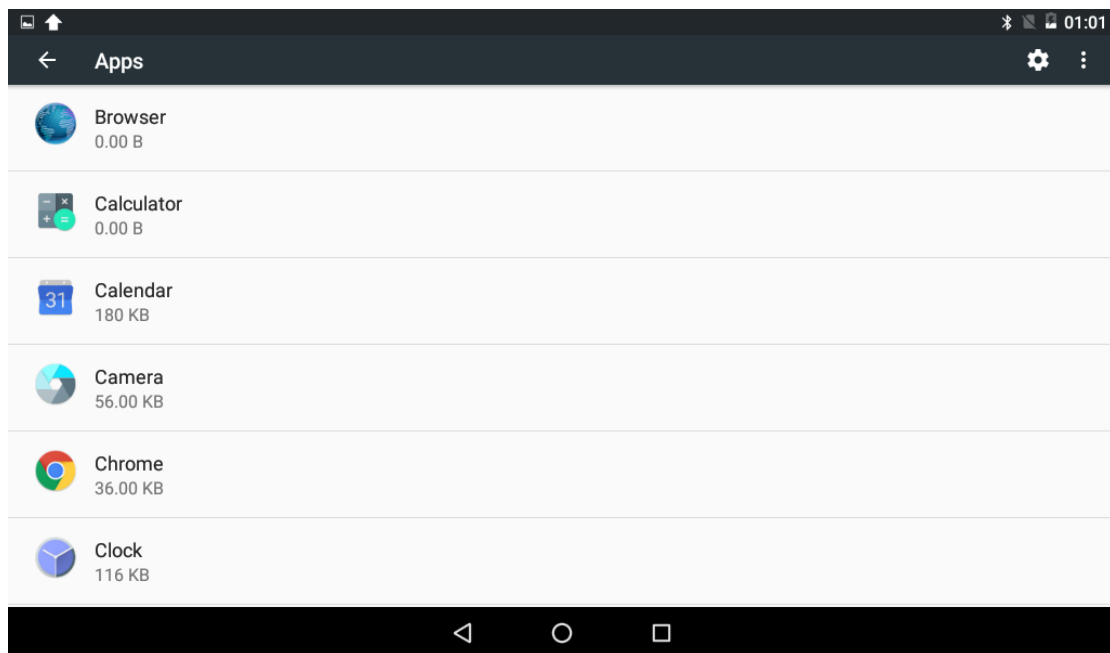 01:01
Apps
Browser
0.00 B
Calculator
0.00 B
31
Calendar
180 KB
Camera
56.00 KB
Chrome
36.00 KB
Clock
116 KB